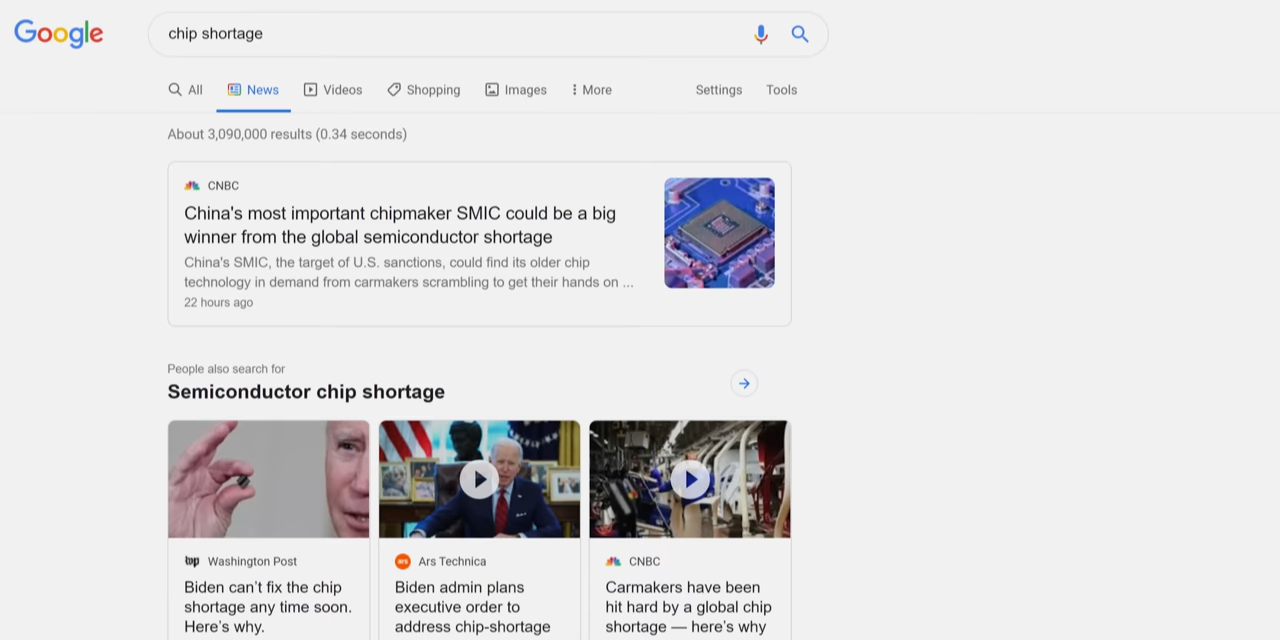 Google
chip shortage
All News Videos Shopping Images More Settings Tools
About 3,090,000 results (0.34 seconds)
CNBC
China's most important chipmaker SMIC could be a big
winner from the global semiconductor shortage
China's SMIC, the target of U.S. sanctions, could find its older chip
technology in demand from carmakers scrambling to get their hands on ...
22 hours ago
People also search for
Semiconductor chip shortage
wp Washington Post
Biden can't fix the chip
shortage any time soon.
Here's why.
ars Ars Technica
Biden admin plans
executive order to
address chip-shortage
CNBC
Carmakers have been
hit hard by a global chip
shortage — here's why